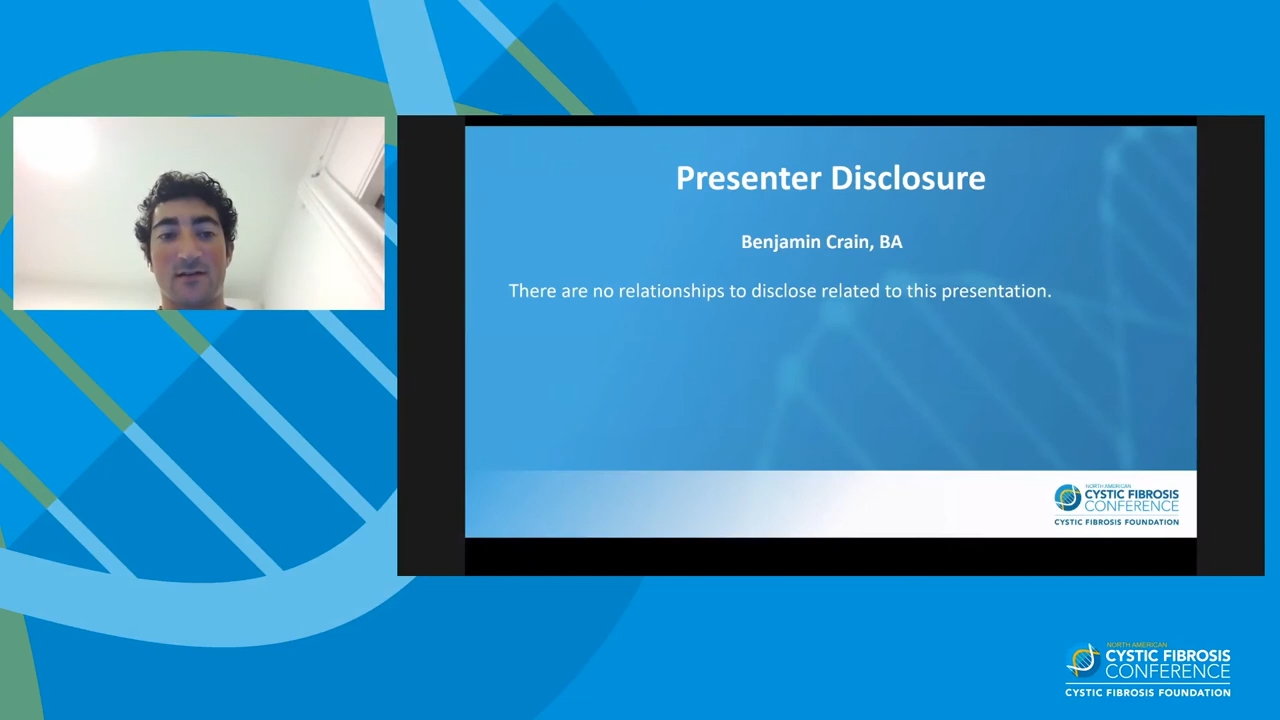 Presenter Disclosure
Benjamin Crain, BA
There are no relationships to disclose related to this presentation.
NORTH AMERICAN
CYSTIC FIBROSIS
CONFERENCE
CYSTIC FIBROSIS FOUNDATION
NORTH AMERICAN
CYSTIC FIBROSIS
CONFERENCE
CYSTIC FIBROSIS FOUNDATION